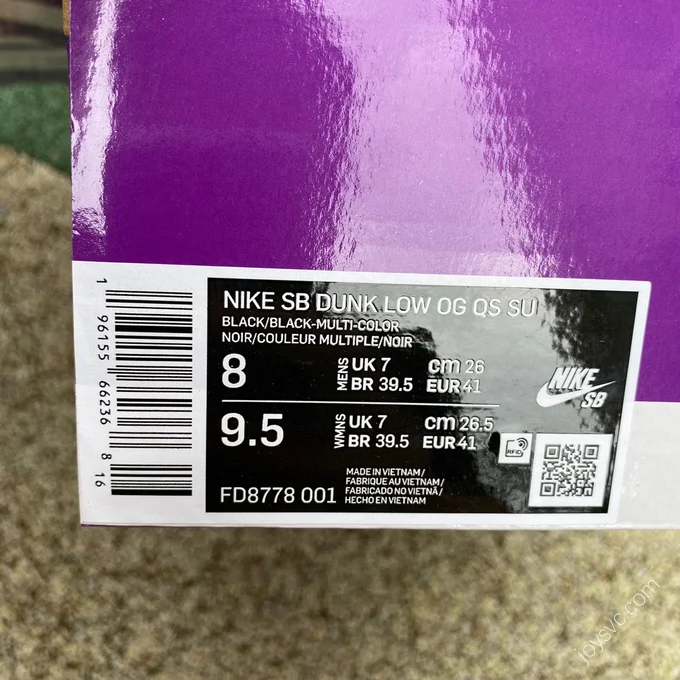 NIKE SB DUNK LOW OG QS SU
BLACK/BLACK-MULTI-COLOR
NOIR/COULEUR MULTIPLE/NOIR
8
MENS
UK 7 cm 26
BR 39.5 EUR 41
9.5
WMNS
UK 7 cm 26.5
BR 39.5 EUR 41
NIKE
SB
RFID
FD8778 001
MADE IN VIETNAM/
FABRIQUE AU VIETNAM/
FABRICADO NO VIETNÃ/
HECHO EN VIETNAM
1 96155 66236 8 16
joysvc.com